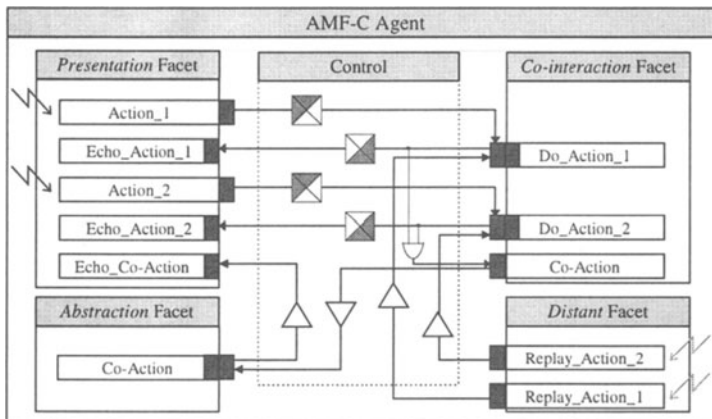 AMF-C Agent
Presentation Facet
Control
Co-interaction Facet
Action_1
Echo_Action_1
Do_Action_1
Action_2
Echo_Action_2
Do_Action_2
Echo_Co-Action
Co-Action
Abstraction Facet
Distant Facet
Co-Action
Replay_Action_2
Replay_Action_1